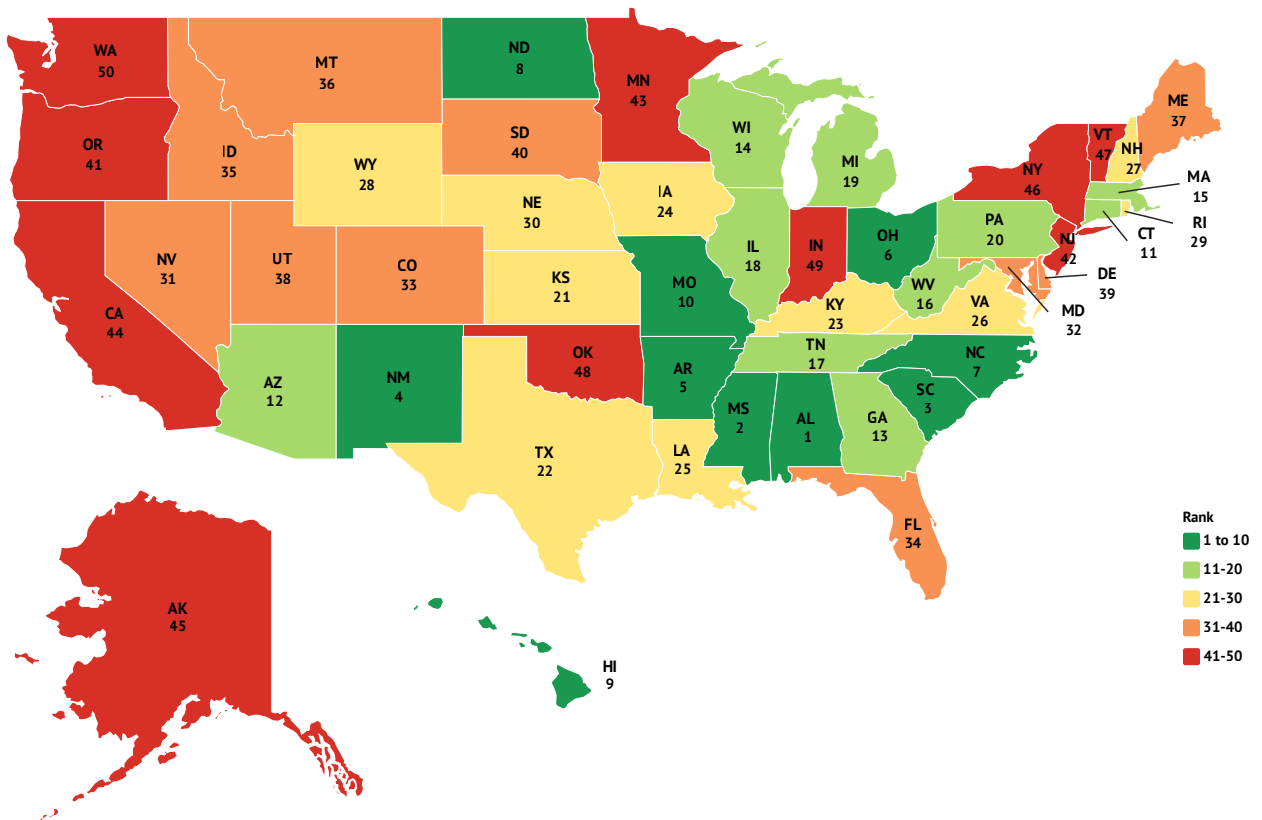 WA
50
MT
36
ND
8
MN
43
OR
41
ID
35
SD
40
WI
14
MI
19
ME
37
VT
47
NH
27
NY
46
MA
15
RI
29
CT
11
WY
28
NE
30
IA
24
PA
20
NJ
42
NV
31
UT
38
CO
33
KS
21
MO
10
IL
18
IN
49
OH
6
WV
16
VA
26
DE
39
MD
32
KY
23
CA
44
AZ
12
NM
4
OK
48
AR
5
TN
17
NC
7
SC
3
TX
22
LA
25
MS
2
AL
1
GA
13
FL
34
AK
45
HI
9
Rank
1 to 10
11-20
21-30
31-40
41-50